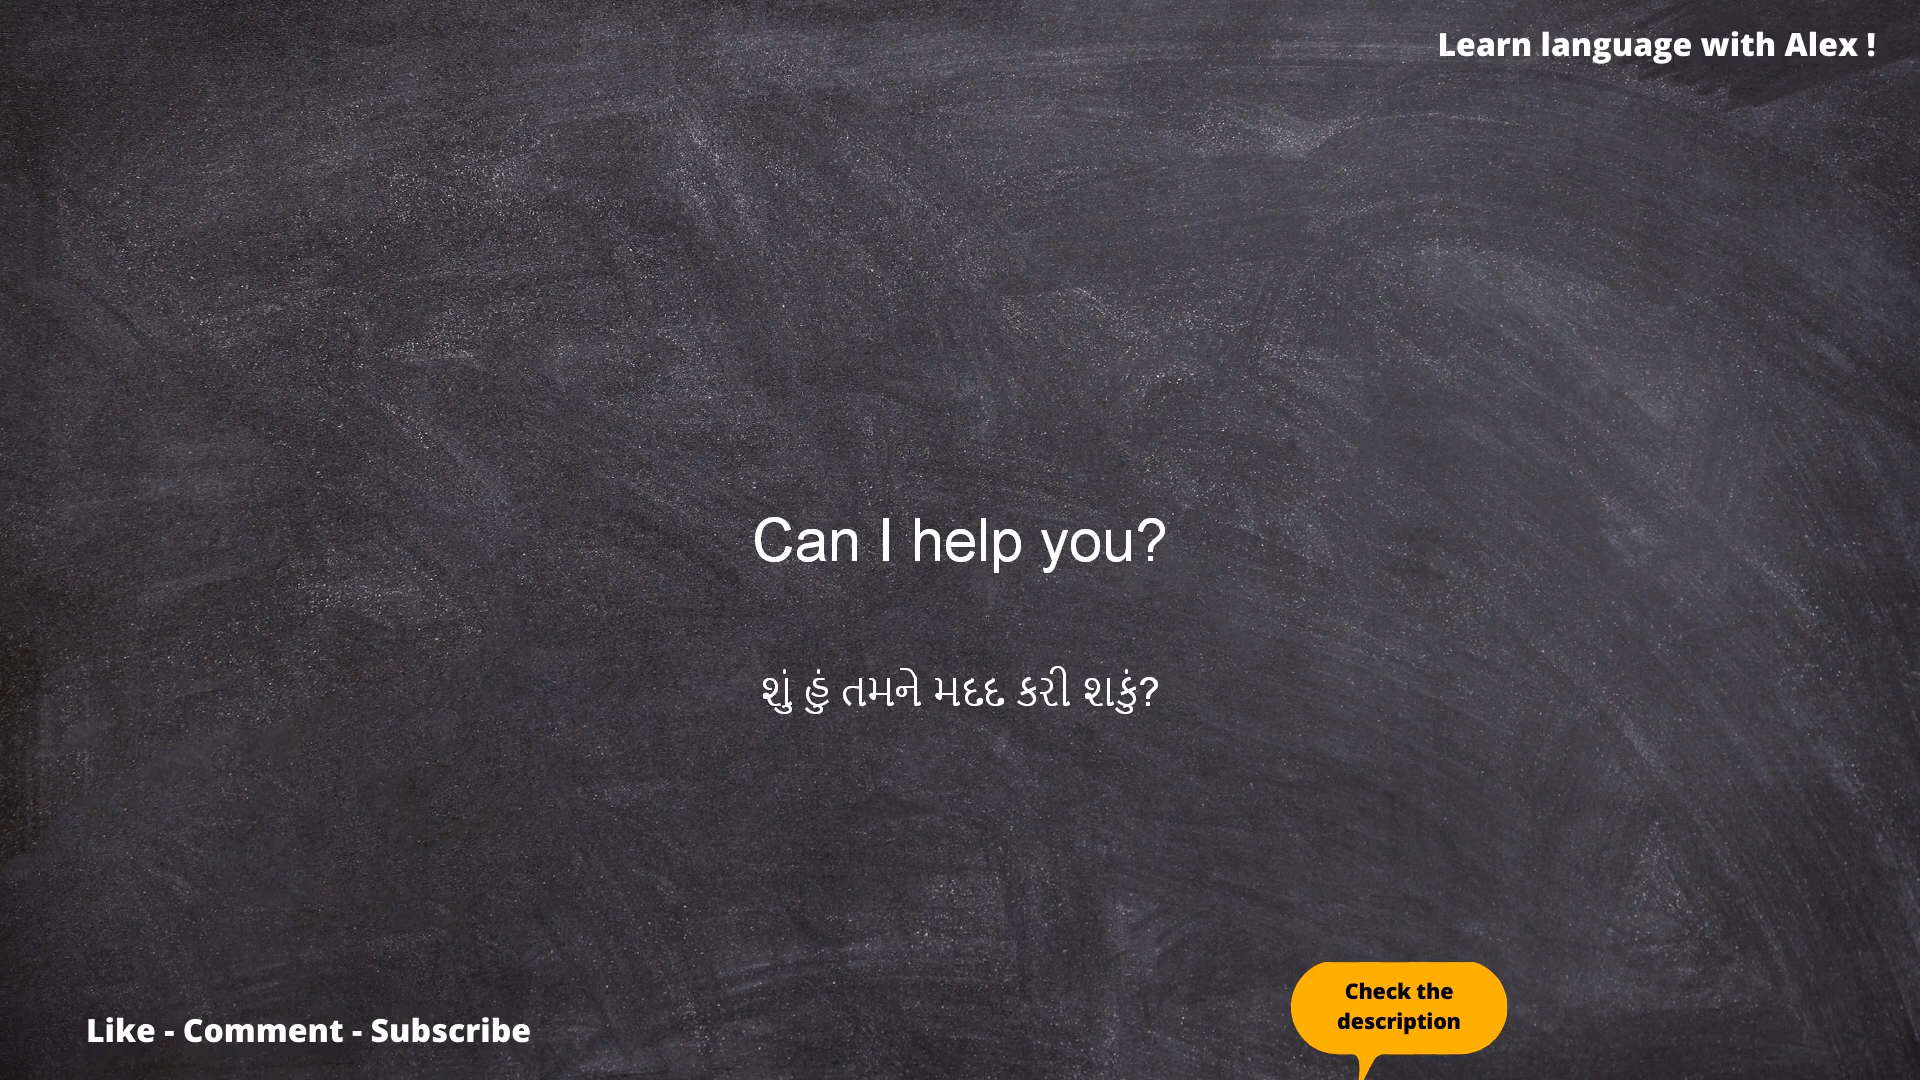 Learn language with Alex !
Can I help you?
શું હું તમને મદદ કરી શકું?
Check the
description
Like - Comment - Subscribe